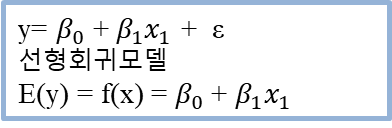 y= 𝛽₀ + 𝛽₁𝑥₁ + ε
선형회귀모델
E(y) = f(x) = 𝛽₀ + 𝛽₁𝑥₁